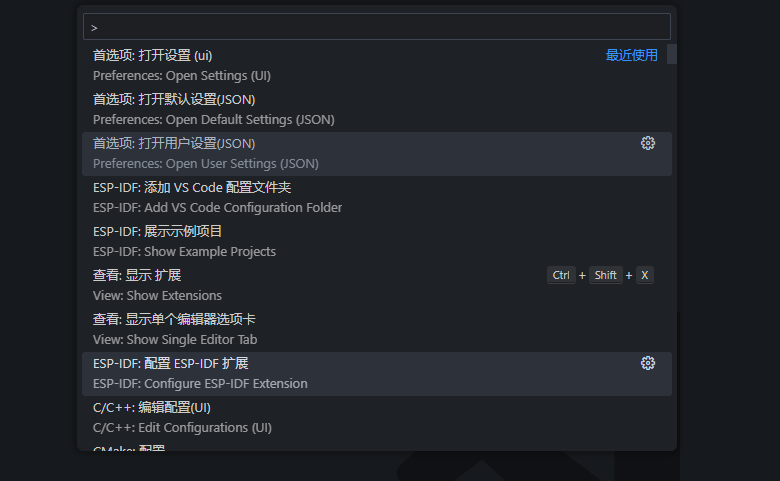 >
首选项: 打开设置 (ui) 最近使用
Preferences: Open Settings (UI)
首选项: 打开默认设置(JSON)
Preferences: Open Default Settings (JSON)
首选项: 打开用户设置(JSON)
Preferences: Open User Settings (JSON)
ESP-IDF: 添加 VS Code 配置文件夹
ESP-IDF: Add VS Code Configuration Folder
ESP-IDF: 展示示例项目
ESP-IDF: Show Example Projects
查看: 显示 扩展 Ctrl + Shift + X
View: Show Extensions
查看: 显示单个编辑器选项卡
View: Show Single Editor Tab
ESP-IDF: 配置 ESP-IDF 扩展
ESP-IDF: Configure ESP-IDF Extension
C/C++: 编辑配置(UI)
C/C++: Edit Configurations (UI)
CMake: 配置